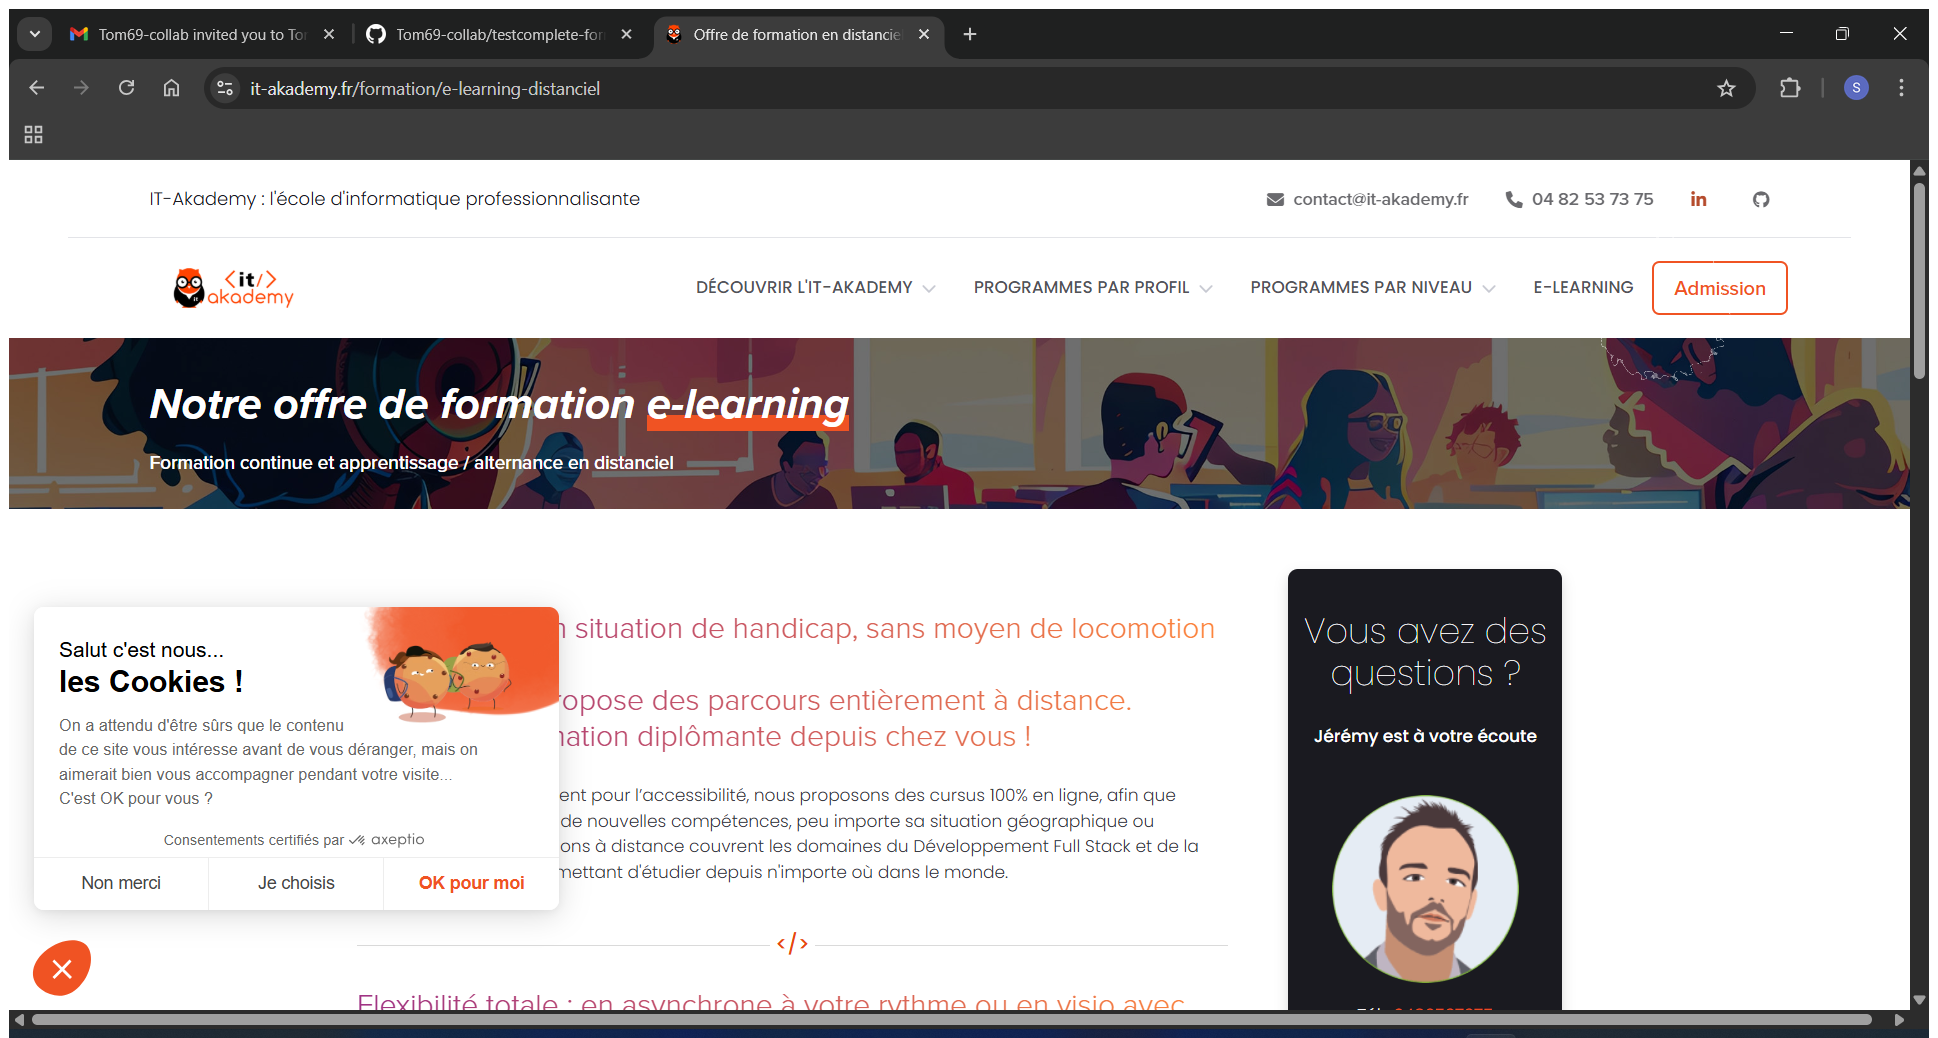 Tom69-collab invited you to Tor
Tom69-collab/testcomplete-for
Offre de formation en distancie
it-akademy.fr/formation/e-learning-distanciel
S
IT-Akademy : l'école d'informatique professionnalisante
contact@it-akademy.fr
04 82 53 73 75
in
<it/>
akademy
DÉCOUVRIR L'IT-AKADEMY
PROGRAMMES PAR PROFIL
PROGRAMMES PAR NIVEAU
E-LEARNING
Admission
Notre offre de formation e-learning
Formation continue et apprentissage / alternance en distanciel
situation de handicap, sans moyen de locomotion
opose des parcours entièrement à distance.
nation diplômante depuis chez vous !
ent pour l’accessibilité, nous proposons des cursus 100% en ligne, afin que
de nouvelles compétences, peu importe sa situation géographique ou
ons à distance couvrent les domaines du Développement Full Stack et de la
mettant d'étudier depuis n'importe où dans le monde.
</>
Flexibilité totale : en asynchrone à votre rythme ou en visio avec
Salut c'est nous...
les Cookies !
On a attendu d'être sûrs que le contenu
de ce site vous intéresse avant de vous déranger, mais on
aimerait bien vous accompagner pendant votre visite...
C'est OK pour vous ?
Consentements certifiés par axeptio
Non merci
Je choisis
OK pour moi
Vous avez des
questions ?
Jérémy est à votre écoute